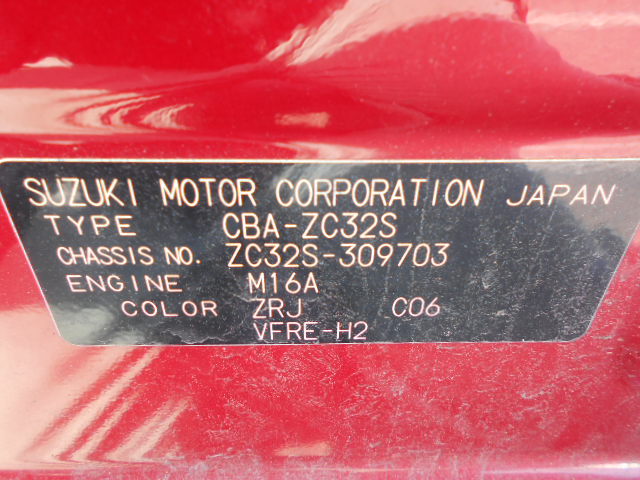 SUZUKI MOTOR CORPORATION JAPAN
TYPE CBA-ZC32S
CHASSIS NO. ZC32S-309703
ENGINE M16A
COLOR ZRJ C06
VFRE-H2